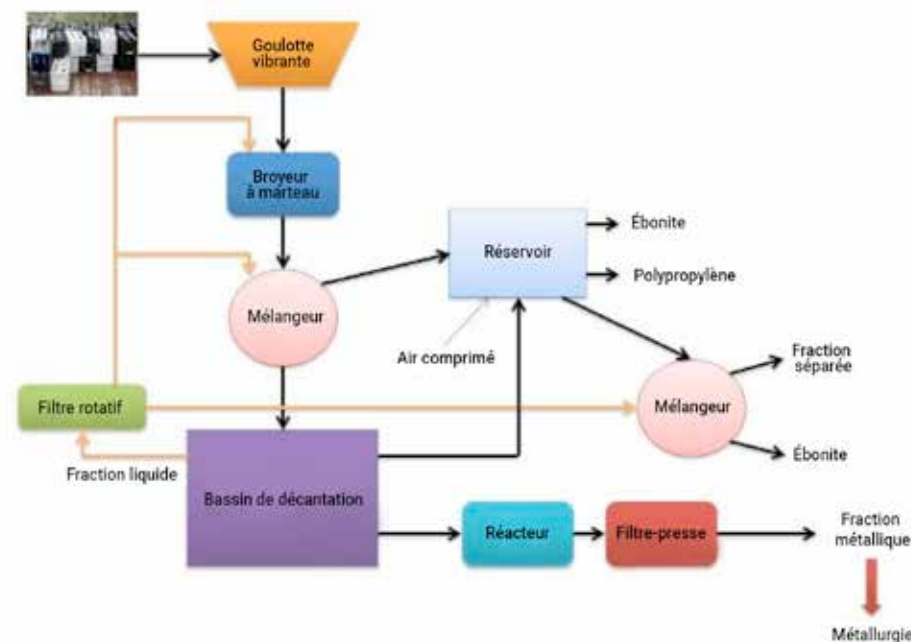 Goulotte
vibrante
Broyeur
à marteau
Réservoir
Ébonite
Polypropylène
Mélangeur
Air comprimé
Fraction
séparée
Filtre rotatif
Mélangeur
Ébonite
Fraction liquide
Bassin de décantation
Réacteur
Filtre-presse
Fraction
métallique
Métallurgie